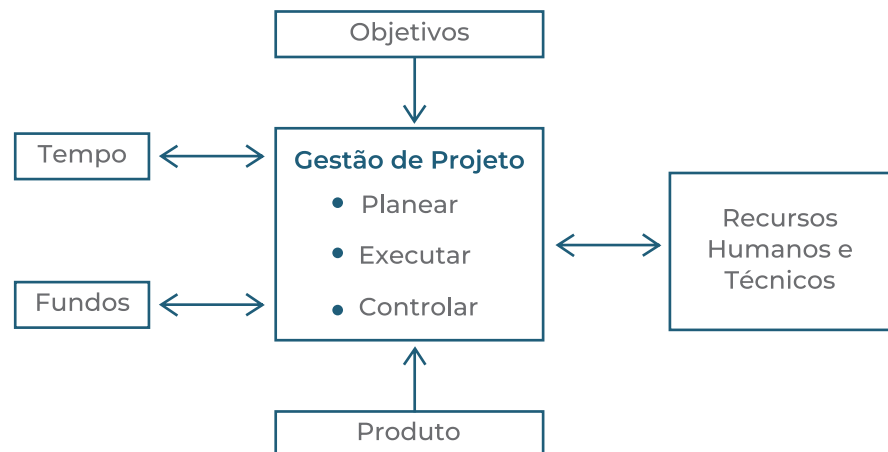 Objetivos
Tempo
Gestão de Projeto
• Planear
• Executar
• Controlar
Fundos
Recursos
Humanos e
Técnicos
Produto